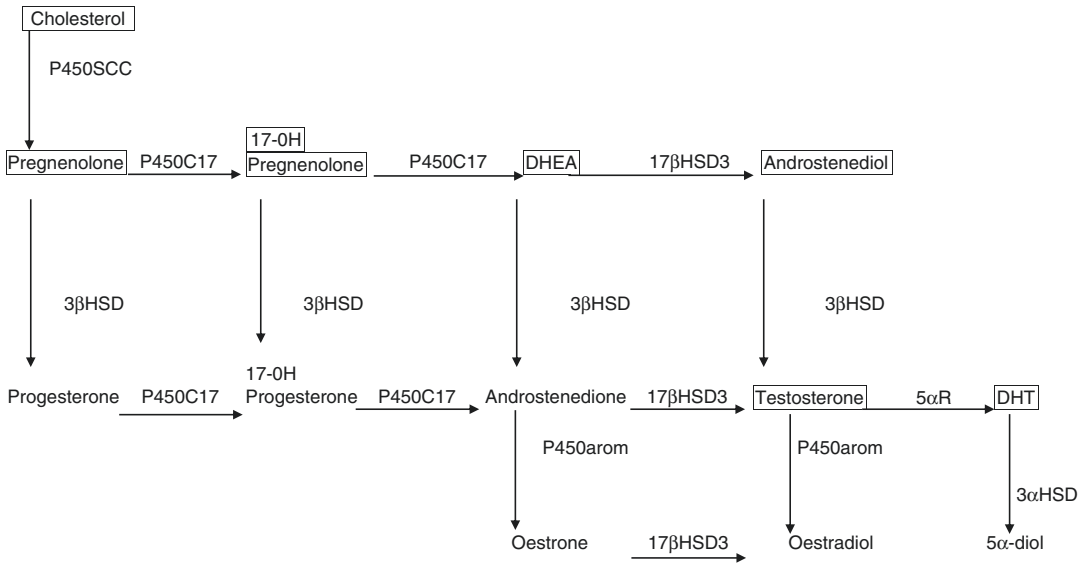 Cholesterol
P450SCC
17-0H
Pregnenolone P450C17 Pregnenolone P450C17 DHEA 17βHSD3 Androstenediol
3βHSD 3βHSD 3βHSD 3βHSD
17-0H
Progesterone P450C17 Progesterone P450C17 Androstenedione 17βHSD3 Testosterone 5αR DHT
P450arom P450arom
3αHSD
Oestrone 17βHSD3 Oestradiol 5α-diol